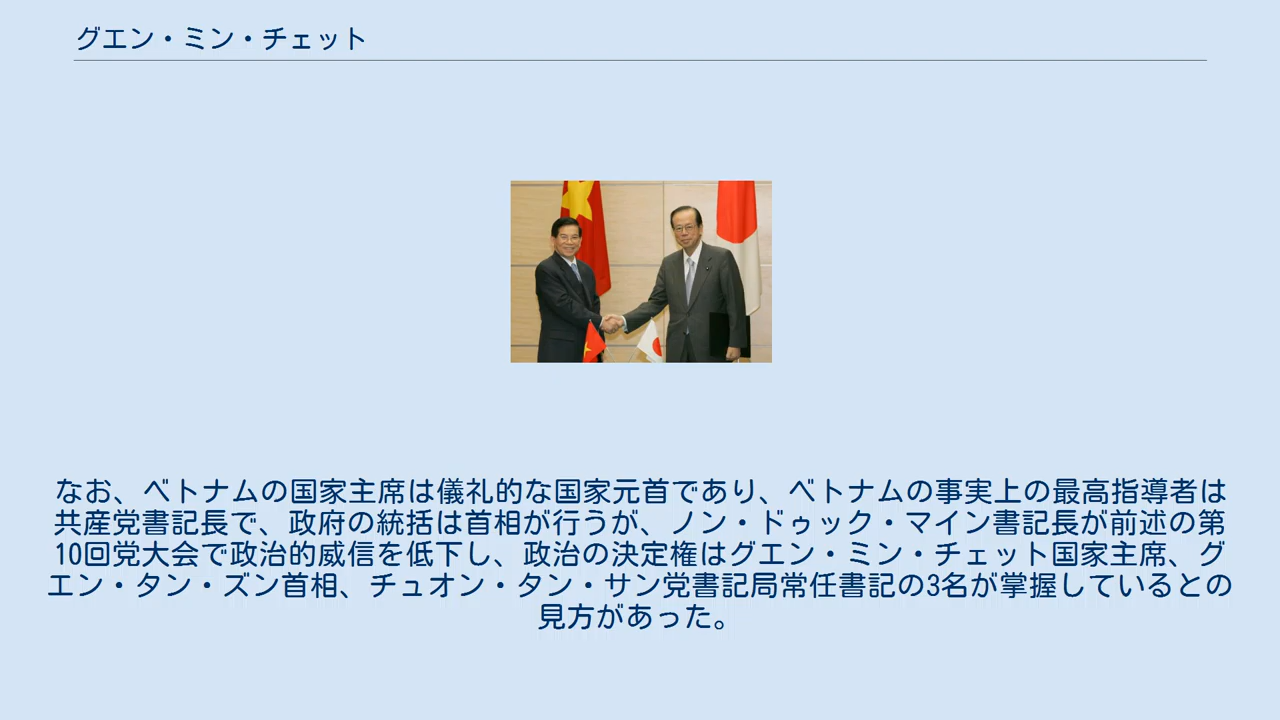 グエン・ミン・チェット
なお、ベトナムの国家主席は儀礼的な国家元首であり、ベトナムの事実上の最高指導者は
共産党書記長で、政府の統括は首相が行うが、ノン・ドゥック・マイン書記長が前述の第
10回党大会で政治的威信を低下し、政治の決定権はグエン・ミン・チェット国家主席、グ
エン・タン・ズン首相、チュオン・タン・サン党書記局常任書記の3名が掌握しているとの
見方があった。